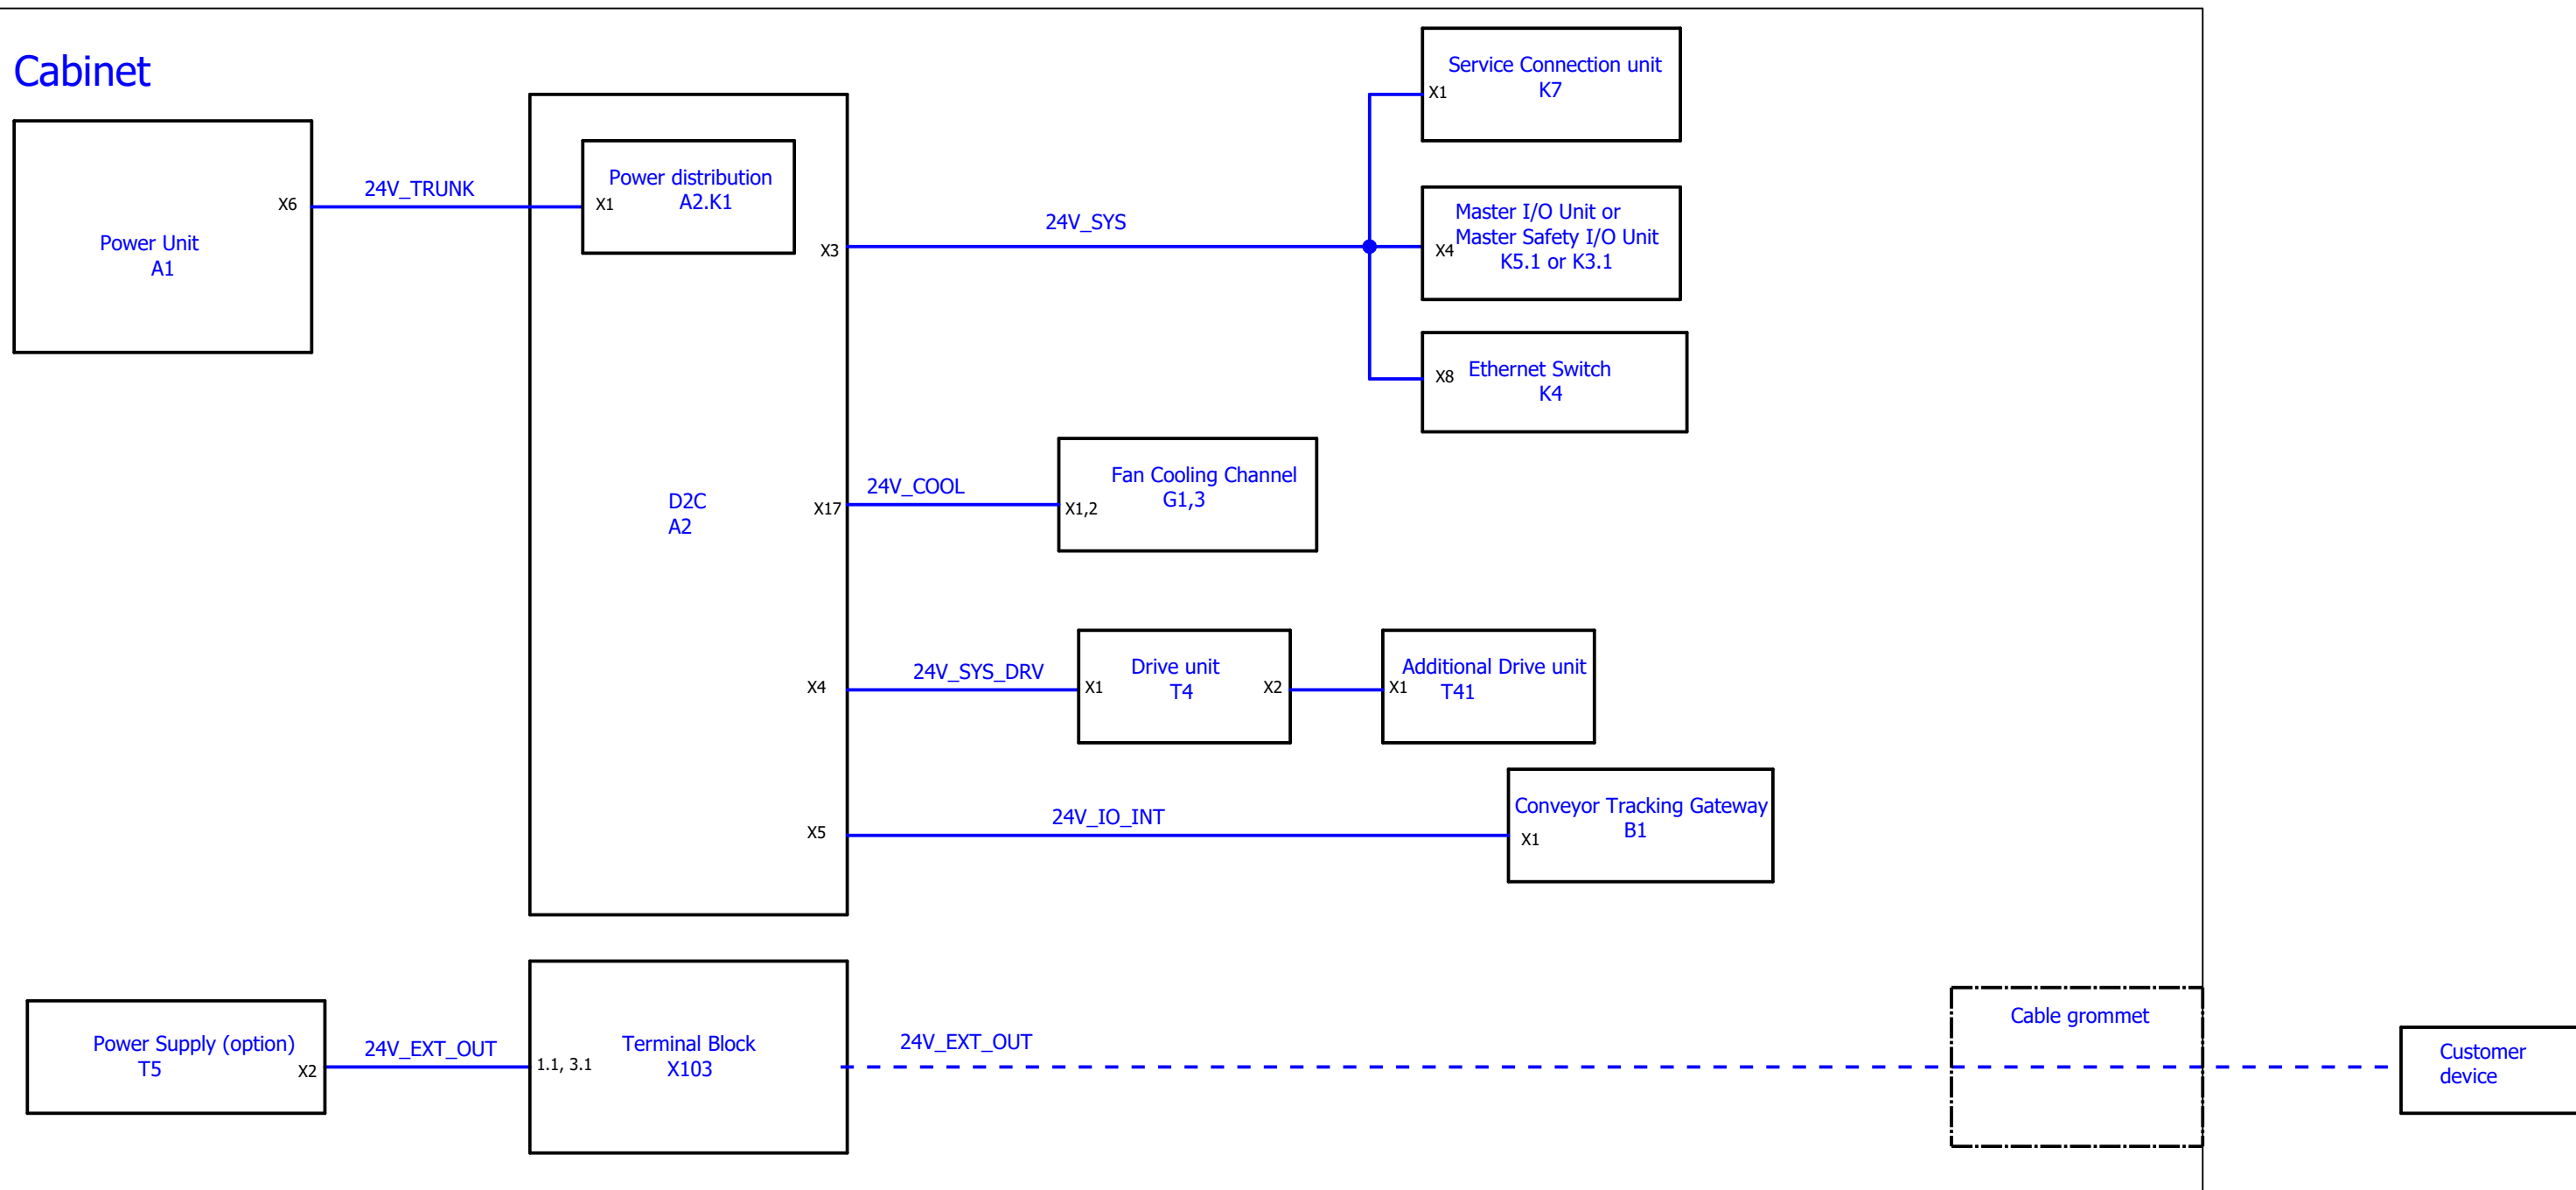 Cabinet
Service Connection unit
K7
X1
Power distribution
A2.K1
X1
24V_TRUNK
X6
Power Unit
A1
Master I/O Unit or
Master Safety I/O Unit
K5.1 or K3.1
X4
24V_SYS
X3
Ethernet Switch
K4
X8
D2C
A2
X17
24V_COOL
Fan Cooling Channel
G1,3
X1,2
X4
24V_SYS_DRV
X1
Drive unit
T4
X2
Additional Drive unit
T41
X1
X5
24V_IO_INT
Conveyor Tracking Gateway
B1
X1
Power Supply (option)
T5
X2
24V_EXT_OUT
1.1, 3.1
Terminal Block
X103
24V_EXT_OUT
Cable grommet
Customer
device